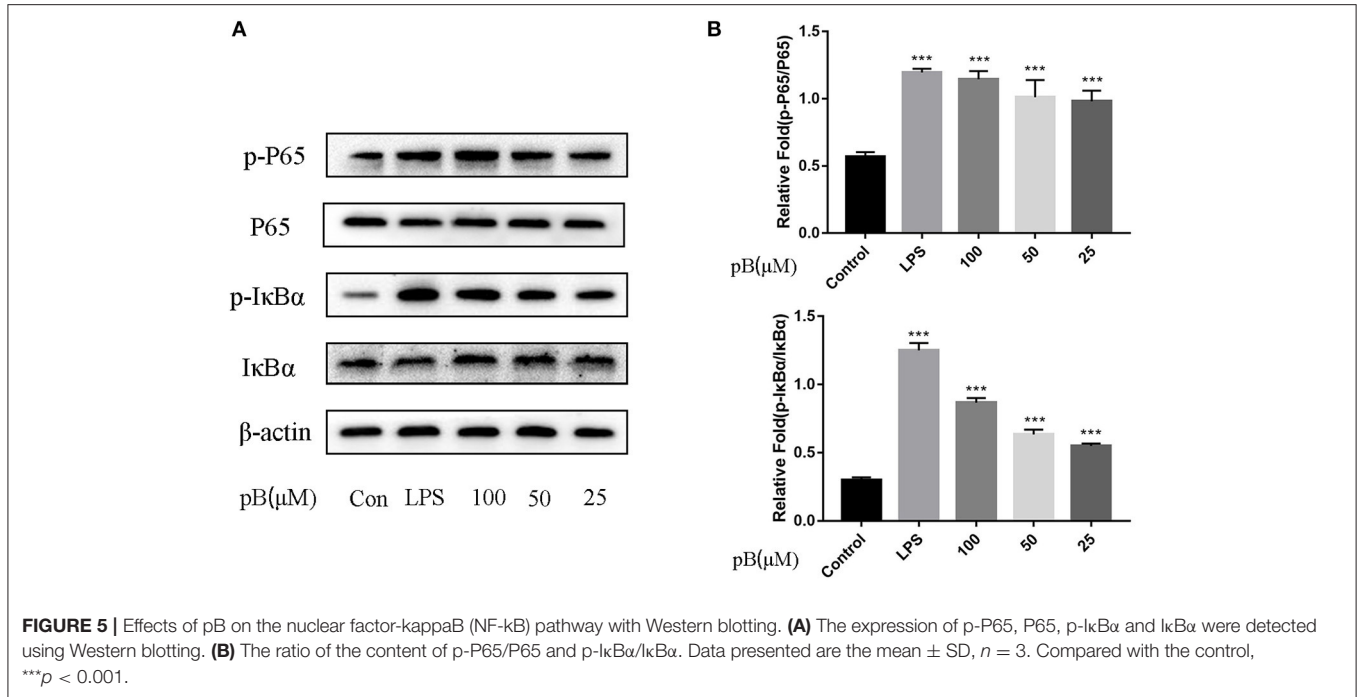 A
p-P65
P65
p-IκBα
IκBα
β-actin
pB(μM) Con LPS 100 50 25
B
Relative Fold(p-P65/P65)
1.5
1.0
0.5
0.0
***
***
***
***
pB(μM)
Control
LPS
100
50
25
Relative Fold(p-IκBα/IκBα)
1.5
1.0
0.5
0.0
***
***
***
***
pB(μM)
Control
LPS
100
50
25
FIGURE 5 | Effects of pB on the nuclear factor-kappaB (NF-kB) pathway with Western blotting. (A) The expression of p-P65, P65, p-IκBα and IκBα were detected
using Western blotting. (B) The ratio of the content of p-P65/P65 and p-IκBα/IκBα. Data presented are the mean ± SD, n = 3. Compared with the control,
***p < 0.001.